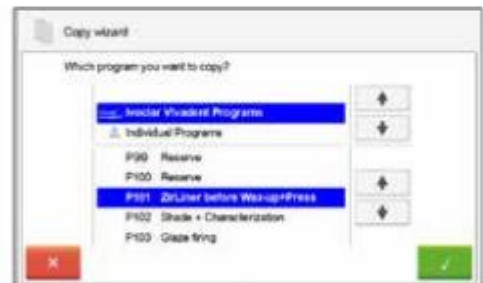 Copy wizard
Which program you want to copy?
Ivoclar Vivadent Programs
Individual Programs
P99 Reserve
P100 Reserve
P101 ZirLiner before Wax-up+Press
P102 Shade + Characterization
P103 Glaze firing